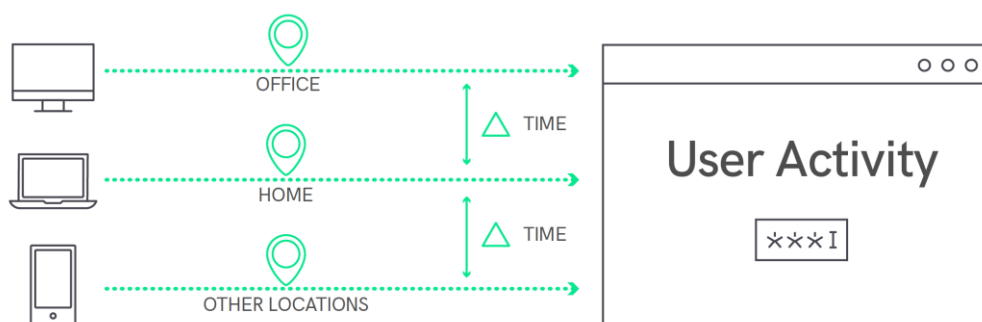 OFFICE
TIME
HOME
TIME
OTHER LOCATIONS
User Activity
***I